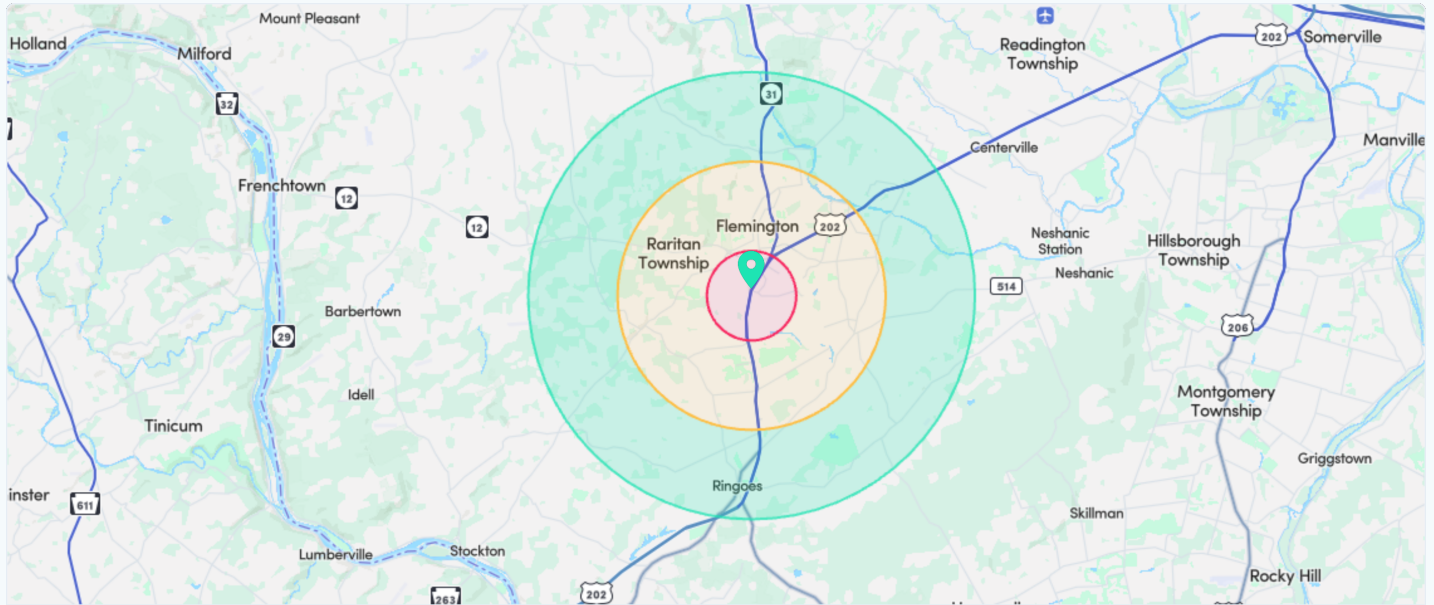 Mount Pleasant
Holland
Milford
Readington
Township
202
Somerville
32
31
Manville
Centerville
Frenchtown
12
12
Flemington
202
Raritan
Township
Neshanic
Station
Hillsborough
Township
Neshanic
514
Barbertown
29
206
Idell
Montgomery
Township
Tinicum
Griggstown
Ringoes
inster
611
Skillman
Lumberville
Stockton
Rocky Hill
202
263